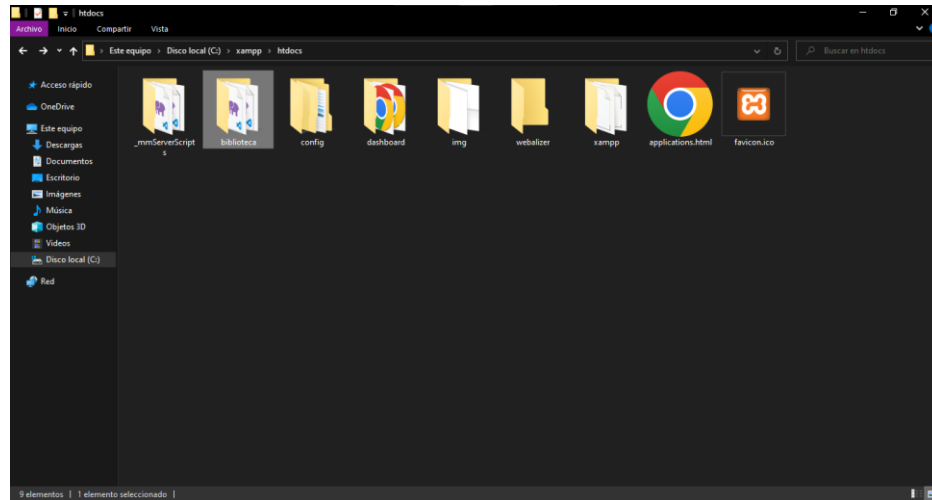 htdocs
Archivo Inicio Compartir Vista
Este equipo > Disco local (C:) > xampp > htdocs
Buscar en htdocs
Acceso rápido
OneDrive
Este equipo
Descargas
Documentos
Escritorio
Imágenes
Música
Objetos 3D
Videos
Disco local (C:)
Red
_mmServerScript
s
biblioteca
config
dashboard
img
webalizer
xampp
applications.html
favicon.ico
9 elementos | 1 elemento seleccionado |